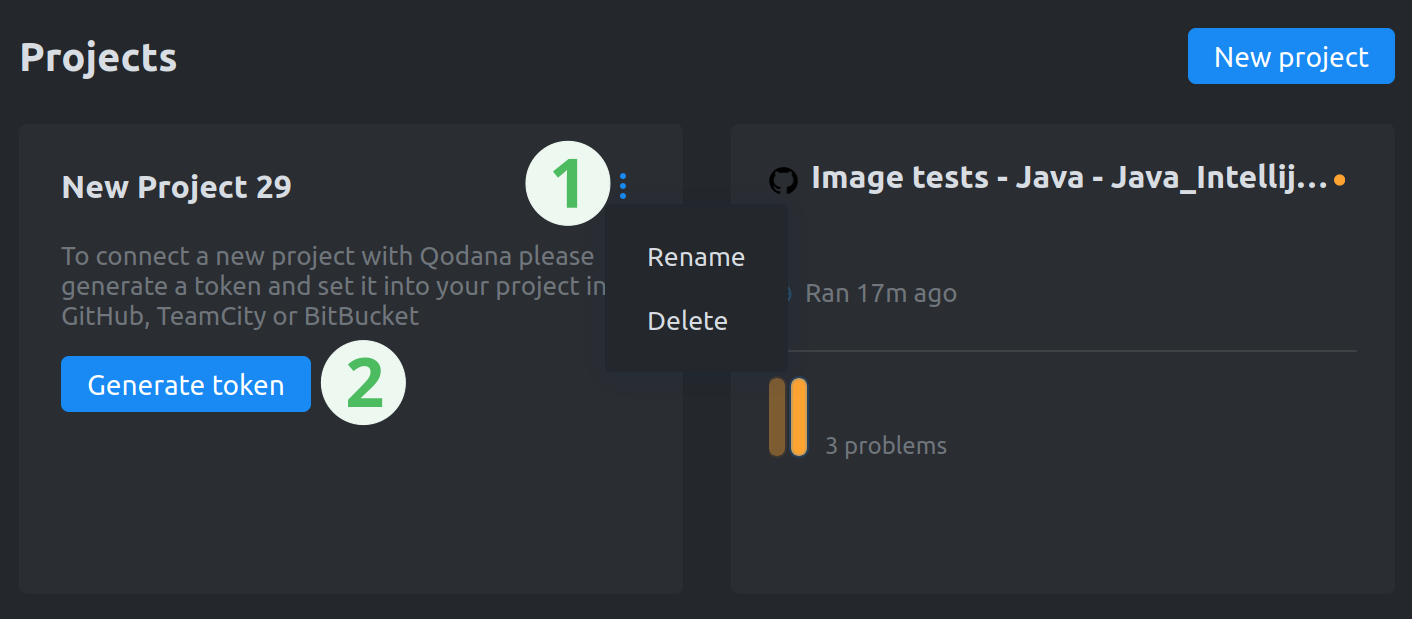 Projects
New project
New Project 29
1
To connect a new project with Qodana please
generate a token and set it into your project in
GitHub, TeamCity or BitBucket
Generate token
2
Rename
Delete
Image tests - Java - Java_Intellij...
Ran 17m ago
3 problems